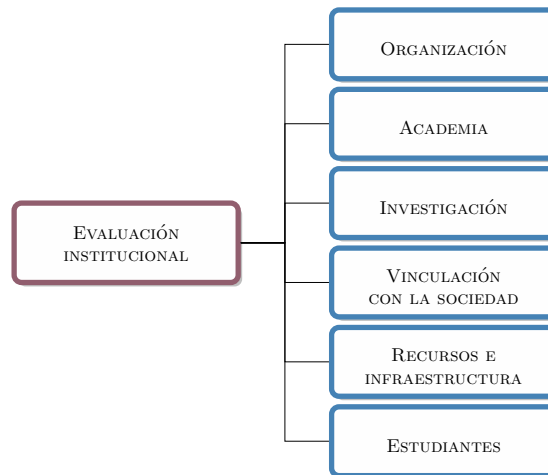 Organización
Academia
Investigación
Evaluación
institucional
Vinculación
con la sociedad
Recursos e
infraestructura
Estudiantes